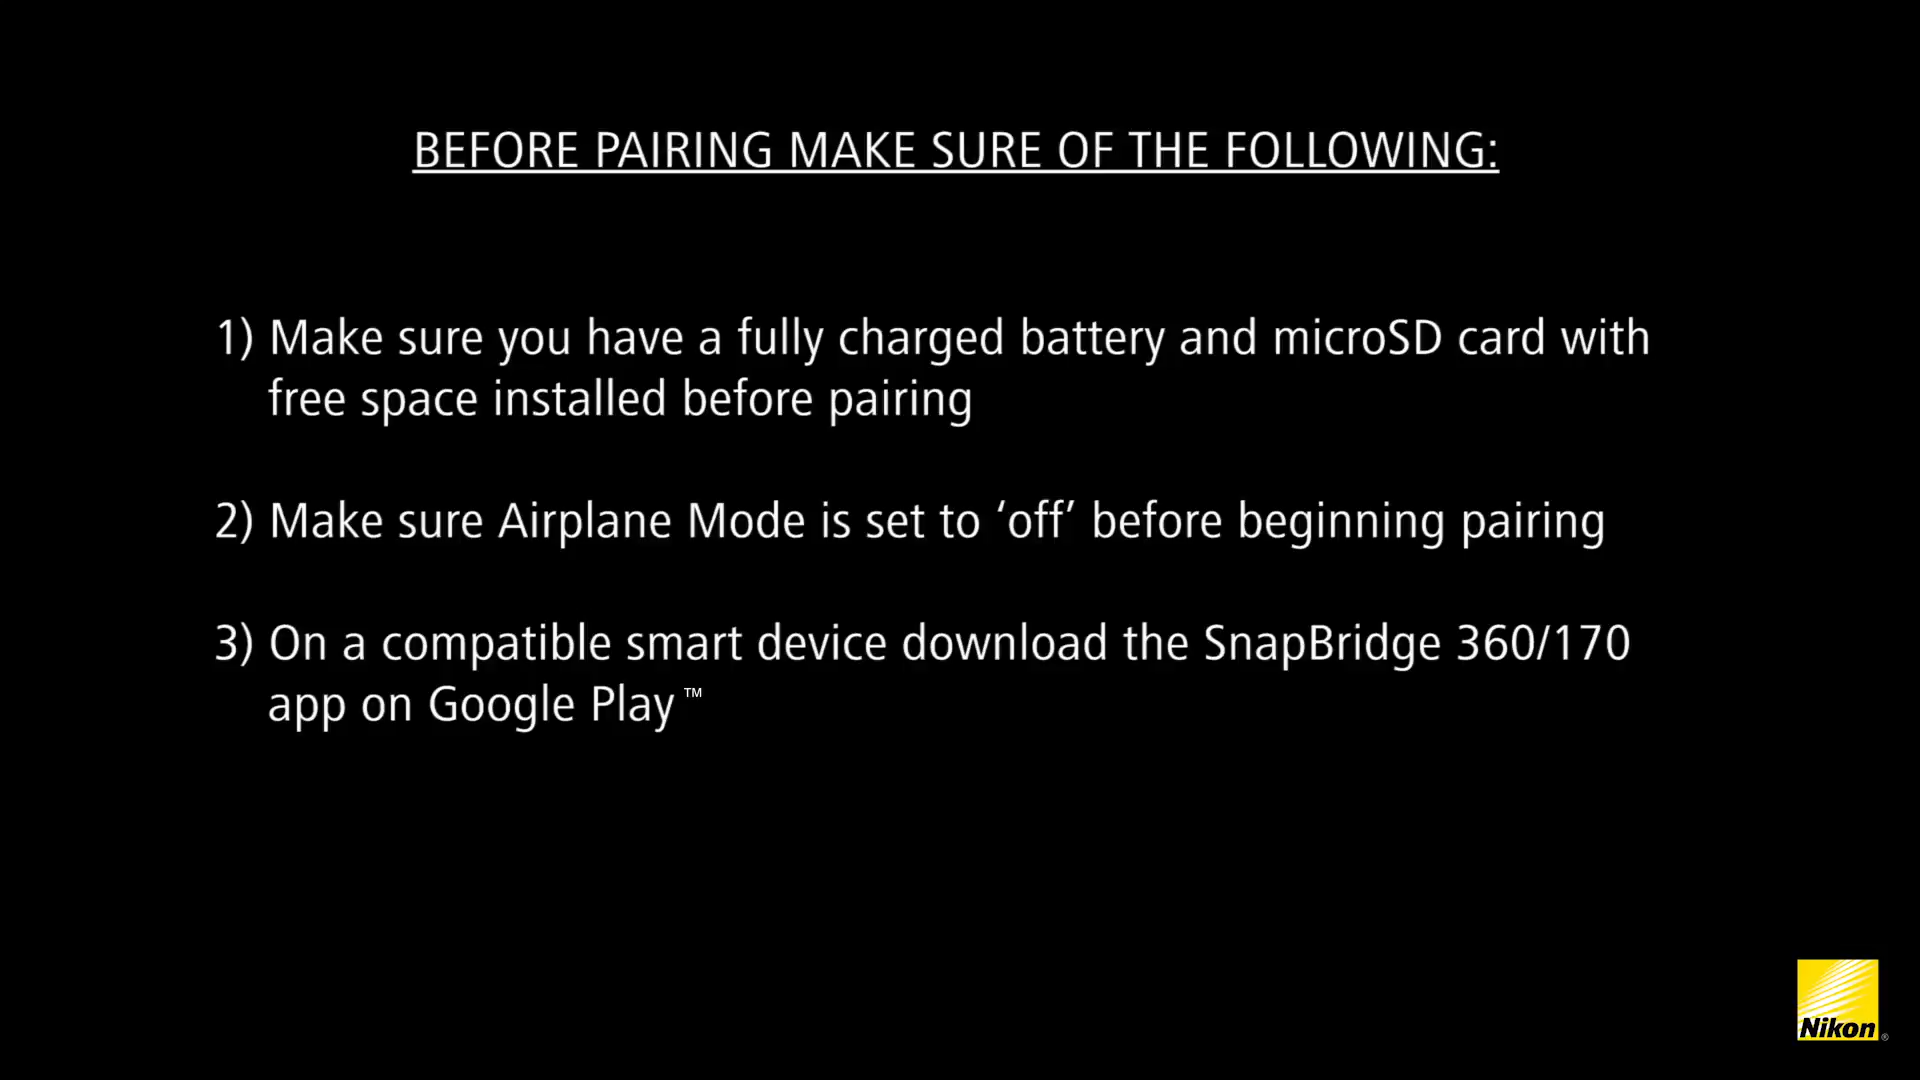 BEFORE PAIRING MAKE SURE OF THE FOLLOWING:
1) Make sure you have a fully charged battery and microSD card with
free space installed before pairing
2) Make sure Airplane Mode is set to ‘off’ before beginning pairing
3) On a compatible smart device download the SnapBridge 360/170
app on Google Play™
Nikon®